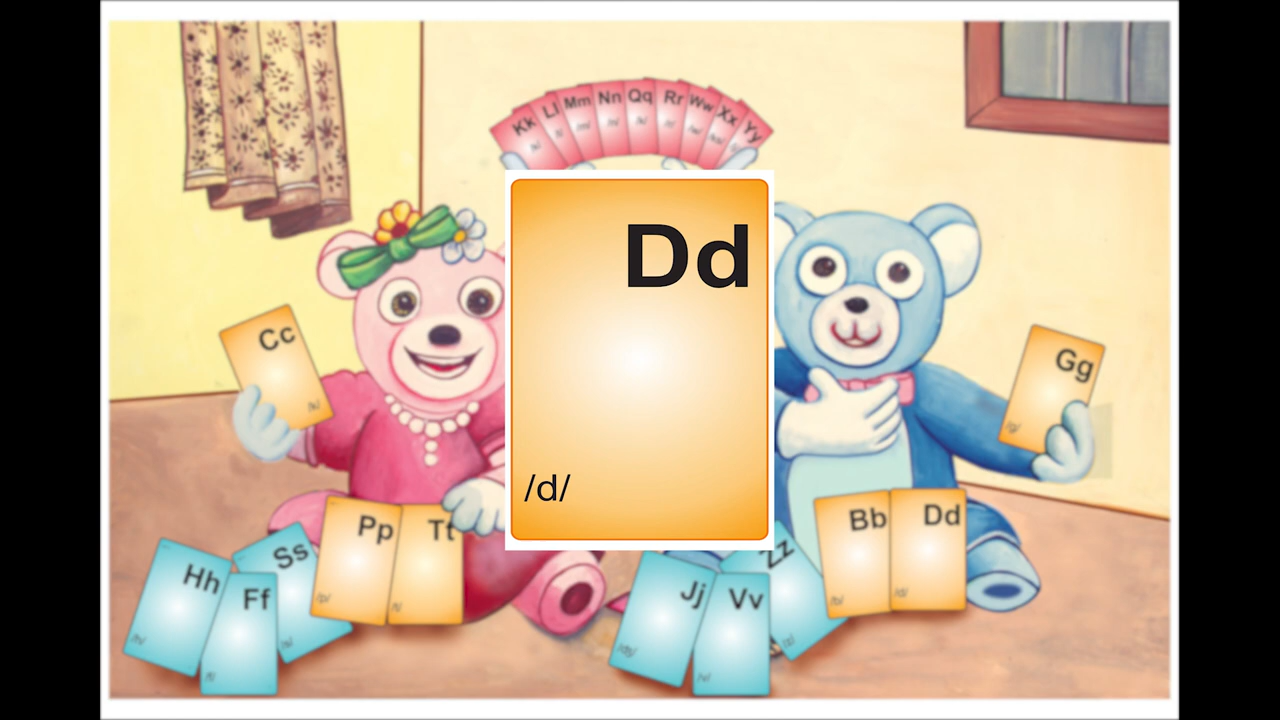 Kk
Ll
Mm
Nn
Qq
Rr
Ww
Xx
Yy
Dd
/d/
Cc
/k/
Gg
/g/
Pp
/p/
Tt
/t/
Hh
/h/
Ff
/f/
Ss
/s/
Bb
/b/
Dd
/d/
Jj
/dʒ/
Vv
/v/
Zz
/z/